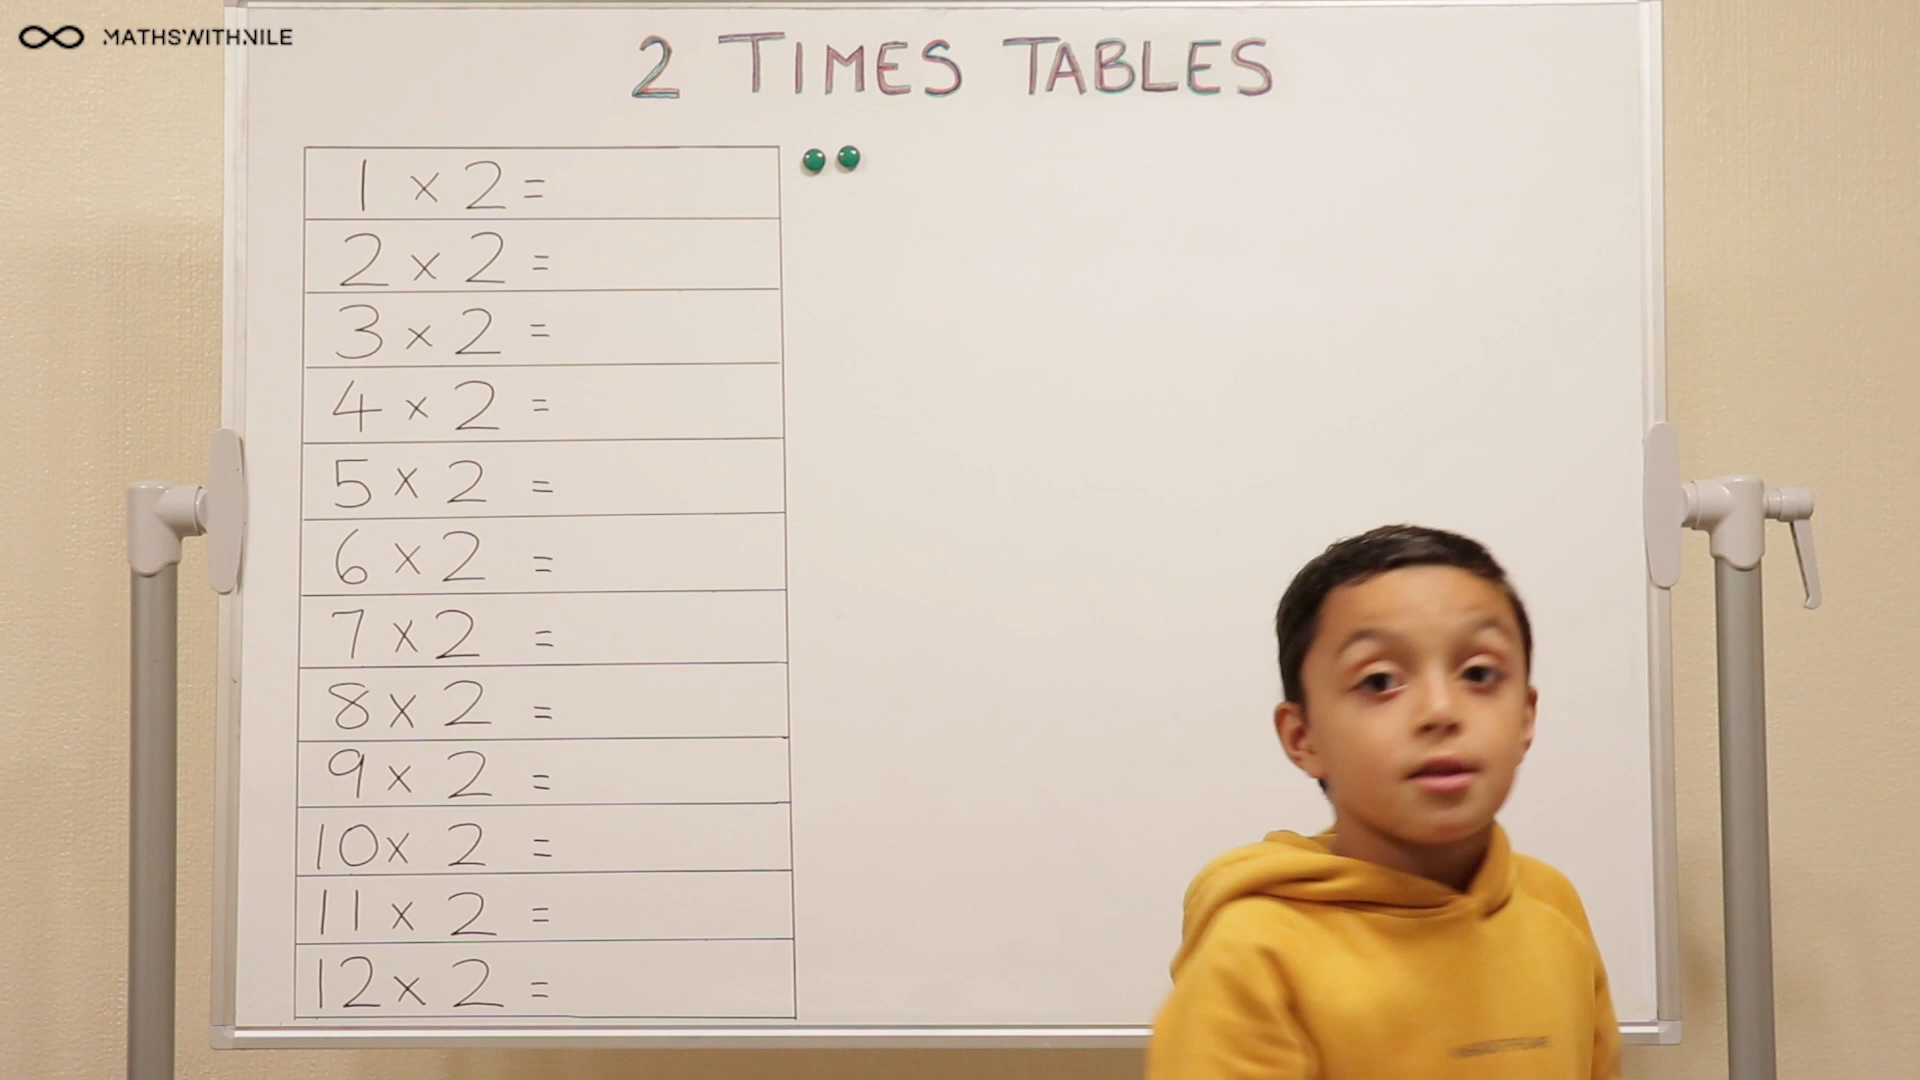 MATHSWITHNILE
2 TIMES TABLES
1 × 2 =
2 × 2 =
3 × 2 =
4 × 2 =
5 × 2 =
6 × 2 =
7 × 2 =
8 × 2 =
9 × 2 =
10 × 2 =
11 × 2 =
12 × 2 =